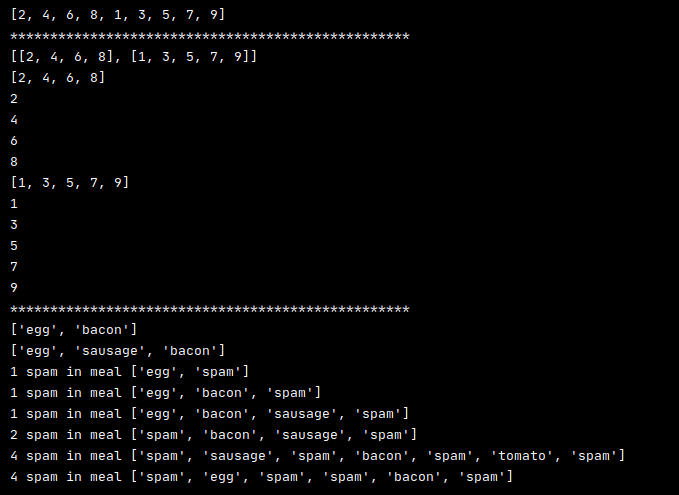 [2, 4, 6, 8, 1, 3, 5, 7, 9]
**************************************************
[[2, 4, 6, 8], [1, 3, 5, 7, 9]]
[2, 4, 6, 8]
2
4
6
8
[1, 3, 5, 7, 9]
1
3
5
7
9
**************************************************
['egg', 'bacon']
['egg', 'sausage', 'bacon']
1 spam in meal ['egg', 'spam']
1 spam in meal ['egg', 'bacon', 'spam']
1 spam in meal ['egg', 'bacon', 'sausage', 'spam']
2 spam in meal ['spam', 'bacon', 'sausage', 'spam']
4 spam in meal ['spam', 'sausage', 'spam', 'bacon', 'spam', 'tomato', 'spam']
4 spam in meal ['spam', 'egg', 'spam', 'spam', 'bacon', 'spam']